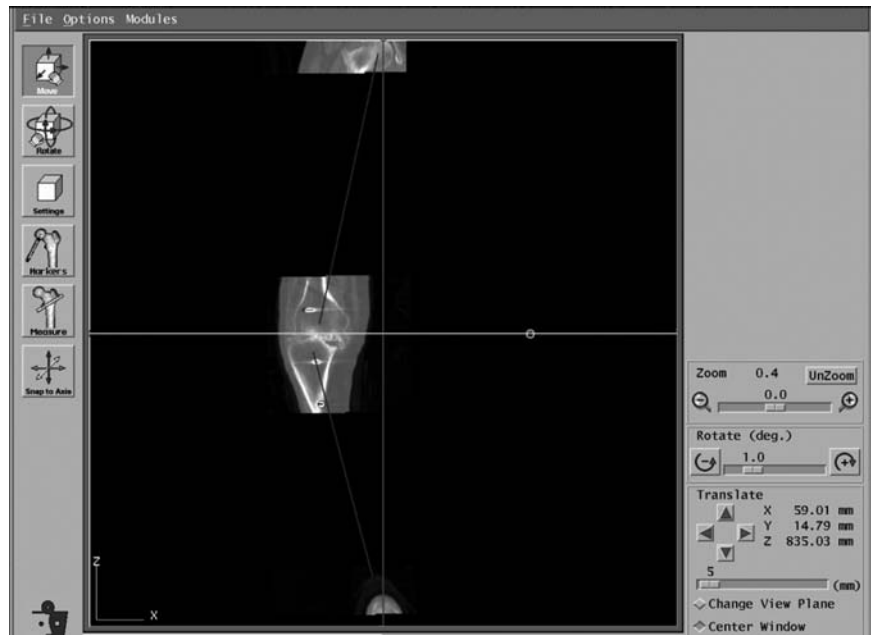 File Options Modules
Move
Rotate
Settings
Markers
Measure
Snap to Axis
Z
X
Zoom 0.4 UnZoom
0.0
Rotate (deg.)
1.0
Translate
X 59.01 mm
Y 14.79 mm
Z 835.03 mm
5
(mm)
Change View Plane
Center Window